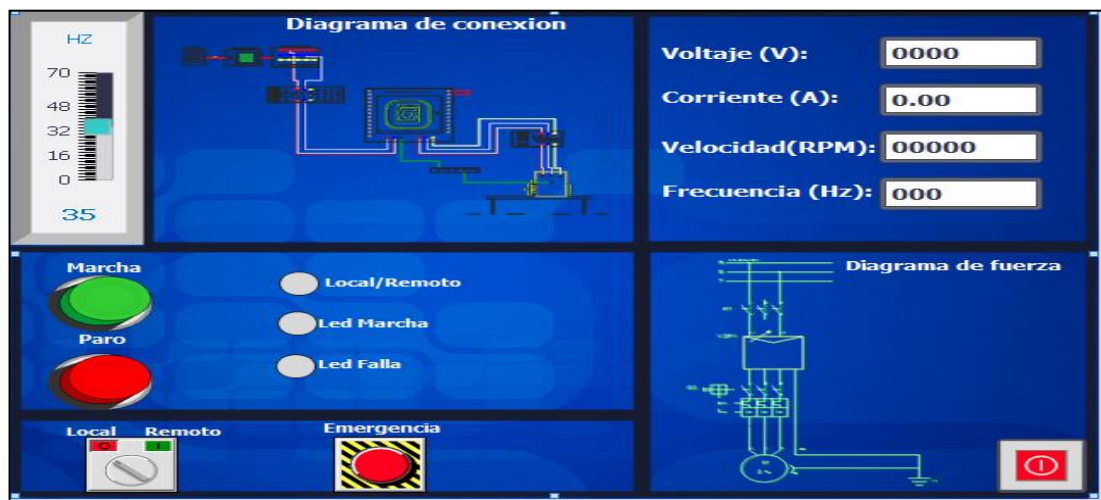 HZ
70
48
32
16
0
35
Diagrama de conexion
Voltaje (V): 0000
Corriente (A): 0.00
Velocidad(RPM): 00000
Frecuencia (Hz): 000
Marcha
Paro
Local/Remoto
Led Marcha
Led Falla
Local Remoto
Emergencia
Diagrama de fuerza